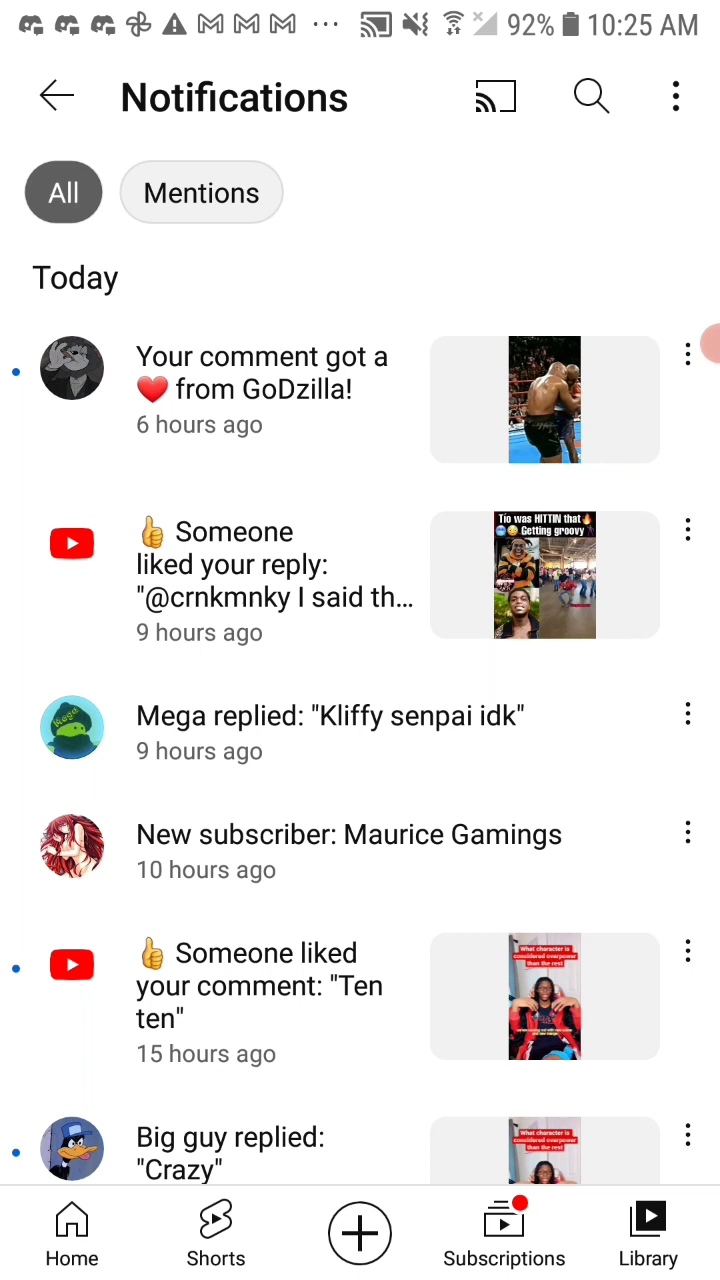 92% 10:25 AM
Notifications
All Mentions
Today
Your comment got a
❤️ from GoDzilla!
6 hours ago
👍 Someone
liked your reply:
"@crnkmnky I said th...
9 hours ago
Tío was HITTIN that🔥
🥶😂 Getting groovy🕺
Mega replied: "Kliffy senpai idk"
9 hours ago
New subscriber: Maurice Gamings
10 hours ago
👍 Someone liked
your comment: "Ten
ten"
15 hours ago
What character is
considered overpower
than the rest
Big guy replied:
"Crazy"
What character is
considered overpower
than the rest
Home Shorts Subscriptions Library